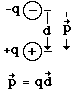 -q − d⃗ p⃗
+q +
p⃗ = qd⃗